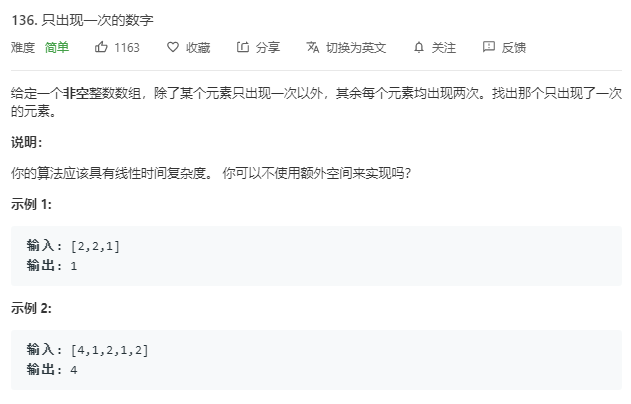 136. 只出现一次的数字
难度 简单 1163 收藏 分享 切换为英文 关注 反馈
给定一个非空整数数组，除了某个元素只出现一次以外，其余每个元素均出现两次。找出那个只出现了一次
的元素。
说明：
你的算法应该具有线性时间复杂度。 你可以不使用额外空间来实现吗？
示例 1:
输入: [2,2,1]
输出: 1
示例 2:
输入: [4,1,2,1,2]
输出: 4